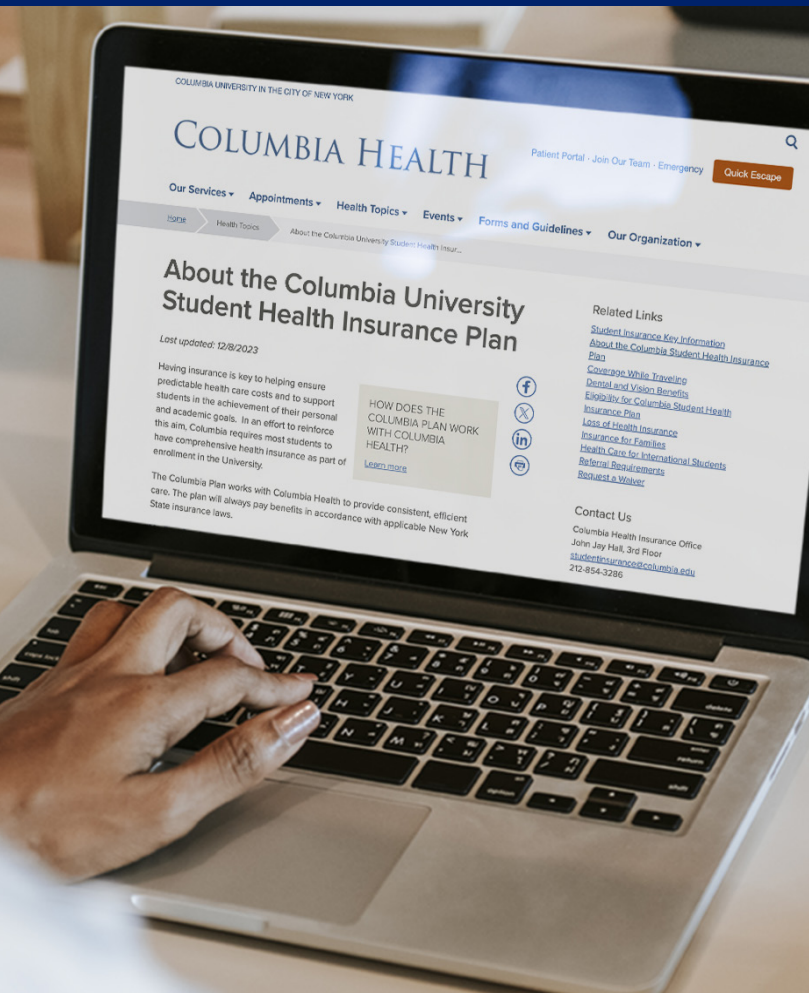 COLUMBIA UNIVERSITY IN THE CITY OF NEW YORK
COLUMBIA HEALTH
Patient Portal · Join Our Team · Emergency
Quick Escape
Our Services
Appointments
Health Topics
Events
Forms and Guidelines
Our Organization
Home
Health Topics
About the Columbia University Student Health Insur...
About the Columbia University
Student Health Insurance Plan
Last updated: 12/8/2023
Having insurance is key to helping ensure
predictable health care costs and to support
students in the achievement of their personal
and academic goals. In an effort to reinforce
this aim, Columbia requires most students to
have comprehensive health insurance as part of
enrollment in the University.
HOW DOES THE
COLUMBIA PLAN WORK
WITH COLUMBIA
HEALTH?
Learn more
The Columbia Plan works with Columbia Health to provide consistent, efficient
care. The plan will always pay benefits in accordance with applicable New York
State insurance laws.
Related Links
Student Insurance Key Information
About the Columbia Student Health Insurance
Plan
Coverage While Traveling
Dental and Vision Benefits
Eligibility for Columbia Student Health
Insurance Plan
Loss of Health Insurance
Insurance for Families
Health Care for International Students
Referral Requirements
Request a Waiver
Contact Us
Columbia Health Insurance Office
John Jay Hall, 3rd Floor
studentinsurance@columbia.edu
212-854-3286
delete
return
shift
option